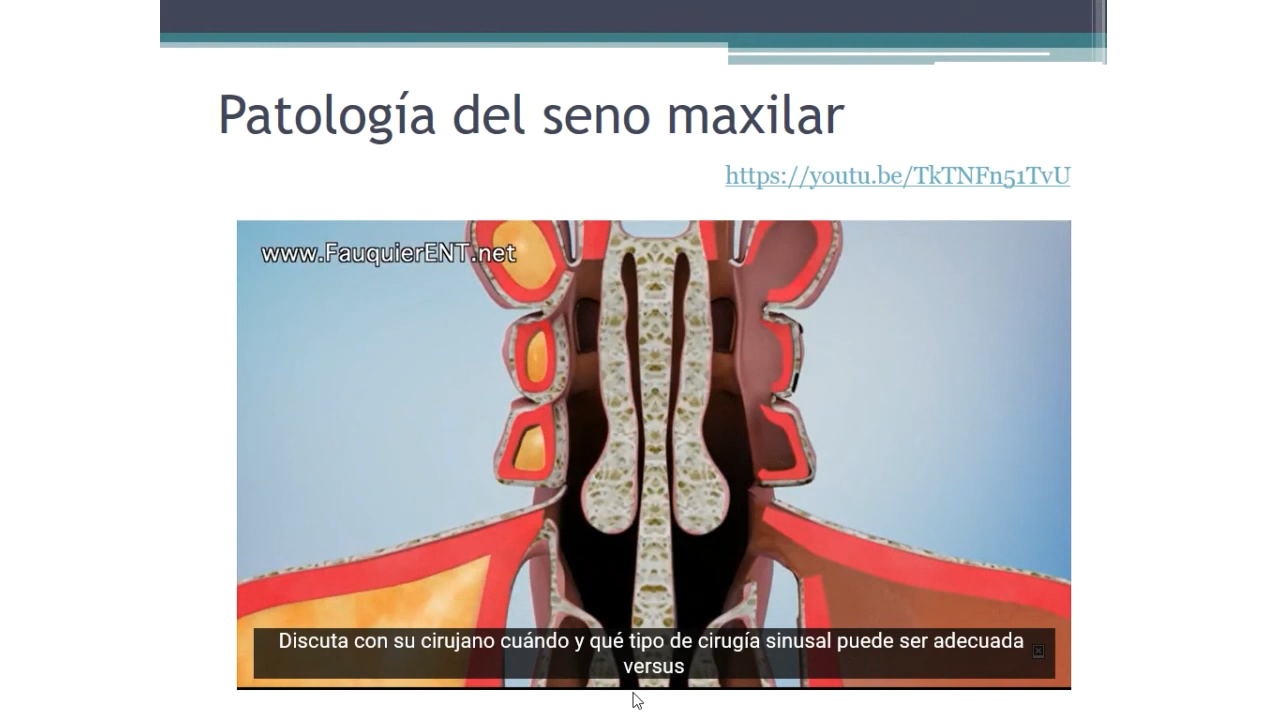 Patología del seno maxilar
https://youtu.be/TkTNFn51TvU
www.FauquierENT.net
Discuta con su cirujano cuándo y qué tipo de cirugía sinusal puede ser adecuada
versus